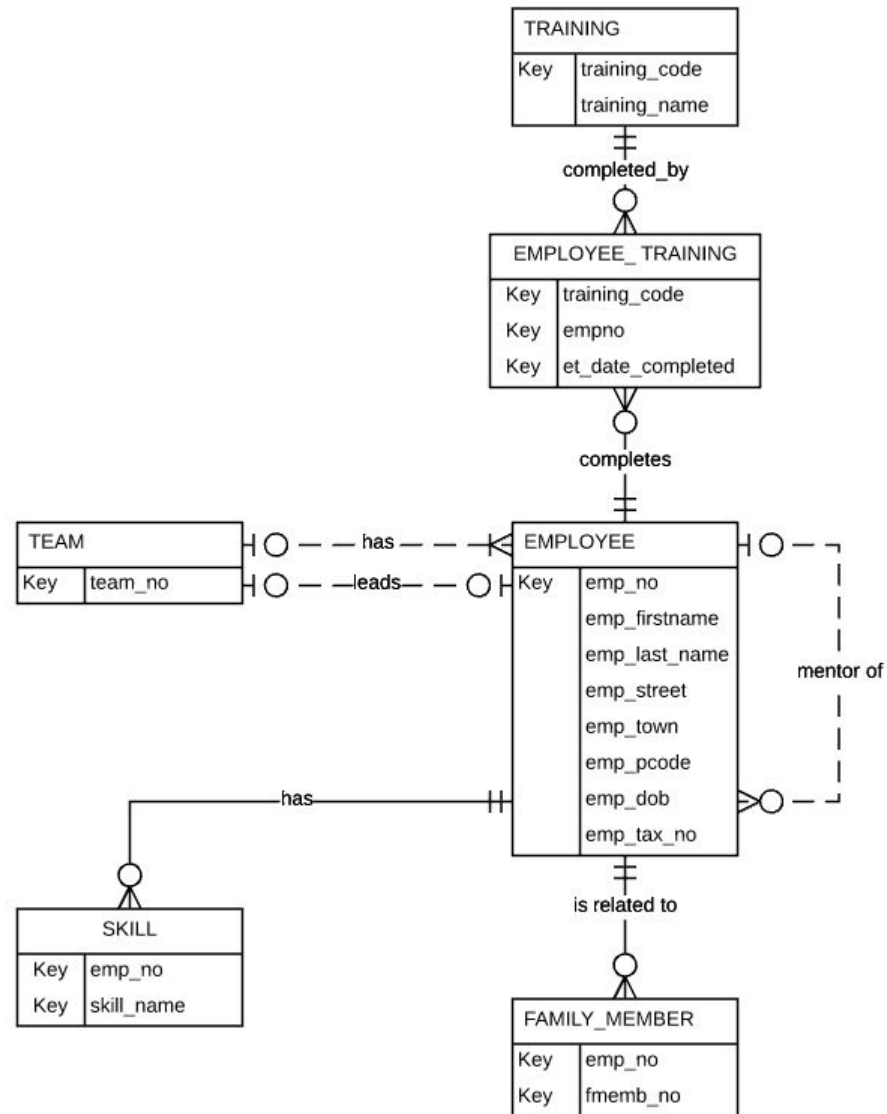 TRAINING
Key training_code
training_name
completed_by
EMPLOYEE_ TRAINING
Key training_code
Key empno
Key et_date_completed
completes
TEAM
Key team_no
has
leads
EMPLOYEE
Key emp_no
emp_firstname
emp_last_name
emp_street
emp_town
emp_pcode
emp_dob
emp_tax_no
mentor of
has
SKILL
Key emp_no
Key skill_name
is related to
FAMILY_MEMBER
Key emp_no
Key fmemb_no